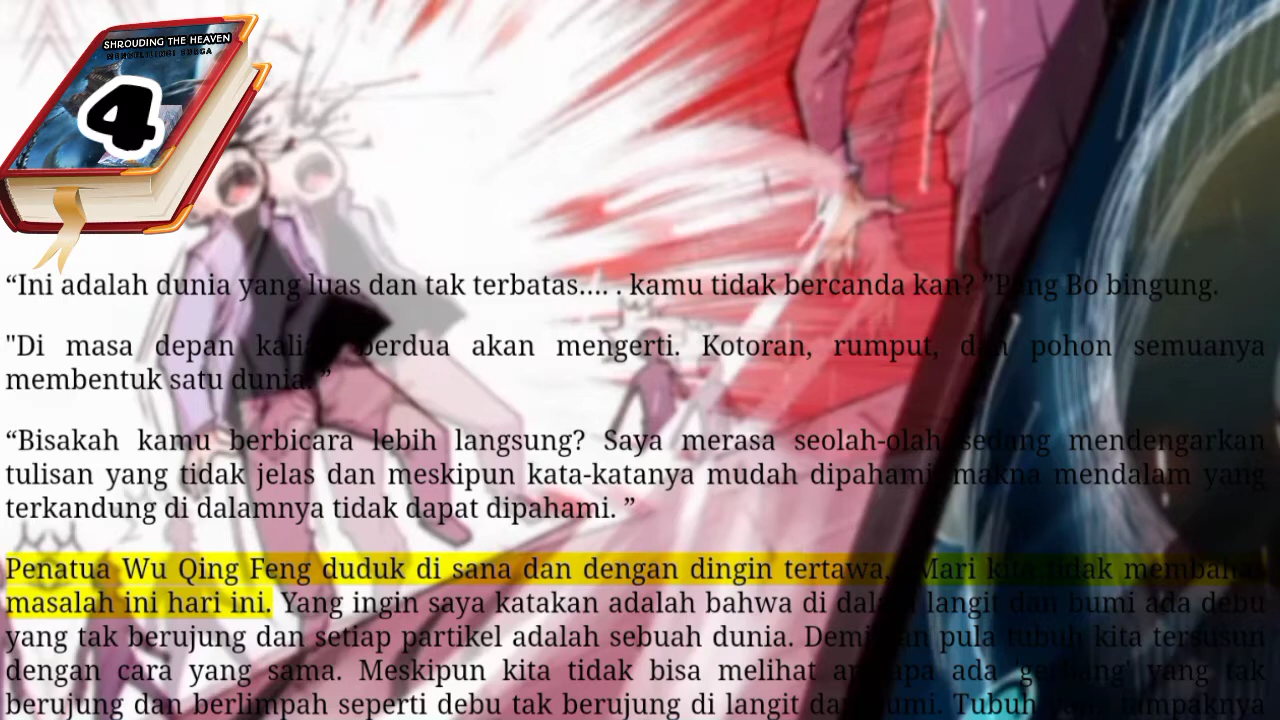 SHROUDING THE HEAVEN
4
“Ini adalah dunia yang luas dan tak terbatas.... . kamu tidak bercanda kan? ”Pang Bo bingung.
"Di masa depan kalian berdua akan mengerti. Kotoran, rumput, dan pohon semuanya
membentuk satu dunia. ”
“Bisakah kamu berbicara lebih langsung? Saya merasa seolah-olah sedang mendengarkan
tulisan yang tidak jelas dan meskipun kata-katanya mudah dipahami, makna mendalam yang
terkandung di dalamnya tidak dapat dipahami. ”
Penatua Wu Qing Feng duduk di sana dan dengan dingin tertawa. “Mari kita tidak membahas
masalah ini hari ini. Yang ingin saya katakan adalah bahwa di dalam langit dan bumi ada debu
yang tak berujung dan setiap partikel adalah sebuah dunia. Demikian pula tubuh kita tersusun
dengan cara yang sama. Meskipun kita tidak bisa melihat apa-apa ada 'gerbang' yang tak
berujung dan berlimpah seperti debu tak berujung di langit dan bumi. Tubuh yang tampaknya